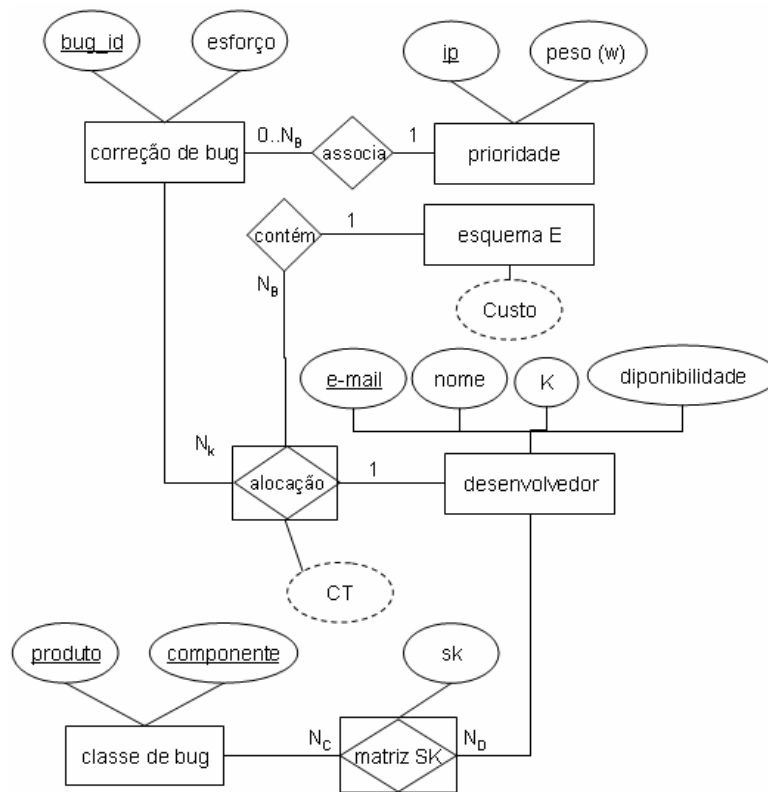 bug_id
esforço
ip
peso (w)
correção de bug
0..N_B
associa
1
prioridade
contém
1
esquema E
N_B
Custo
e-mail
nome
K
diponibilidade
N_k
alocação
1
desenvolvedor
CT
produto
componente
sk
classe de bug
N_C
matriz SK
N_D